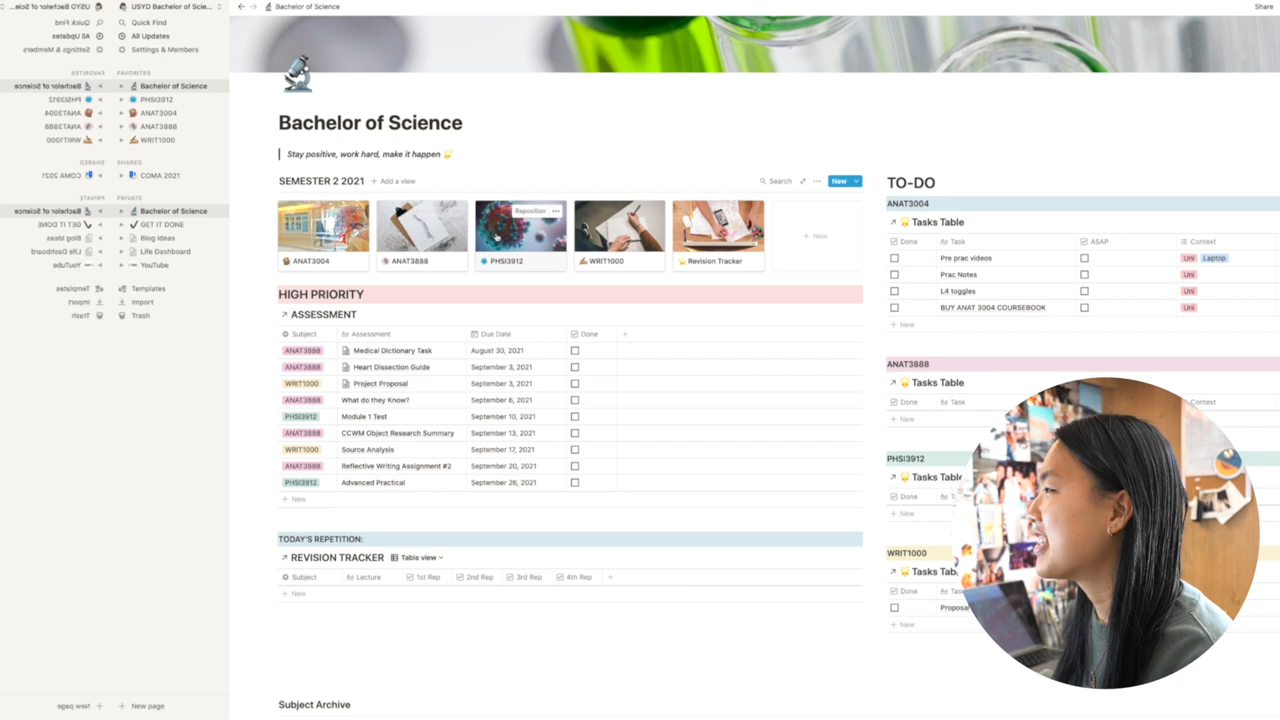 USYD Bachelor of Scie...
Quick Find
All Updates
Settings & Members
FAVORITES
Bachelor of Science
PHSI3912
ANAT3004
ANAT3888
WRIT1000
SHARED
COMA 2021
PRIVATE
Bachelor of Science
GET IT DONE
Blog Ideas
Life Dashboard
YouTube
Templates
Import
Trash
New page
Bachelor of Science
Share
Bachelor of Science
Stay positive, work hard, make it happen
SEMESTER 2 2021 Add a view Search New
Reposition
ANAT3004 ANAT3888 PHSI3912 WRIT1000 Revision Tracker New
HIGH PRIORITY
ASSESSMENT
Subject Assessment Due Date Done
ANAT3888 Medical Dictionary Task August 30, 2021
ANAT3888 Heart Dissection Guide September 3, 2021
WRIT1000 Project Proposal September 3, 2021
ANAT3888 What do they Know? September 6, 2021
PHSI3912 Module 1 Test September 10, 2021
ANAT3888 CCWM Object Research Summary September 13, 2021
WRIT1000 Source Analysis September 17, 2021
ANAT3888 Reflective Writing Assignment #2 September 20, 2021
PHSI3912 Advanced Practical September 26, 2021
New
TODAY'S REPETITION:
REVISION TRACKER Table view
Subject Lecture 1st Rep 2nd Rep 3rd Rep 4th Rep
New
Subject Archive
TO-DO
ANAT3004
Tasks Table
Done Task ASAP Context
Pre prac videos Uni Laptop
Prac Notes Uni
L4 toggles Uni
BUY ANAT 3004 COURSEBOOK Uni
New
ANAT3888
Tasks Table
Done Task Context
New
PHSI3912
Tasks Table
Done
New
WRIT1000
Tasks
Done
Proposal
New